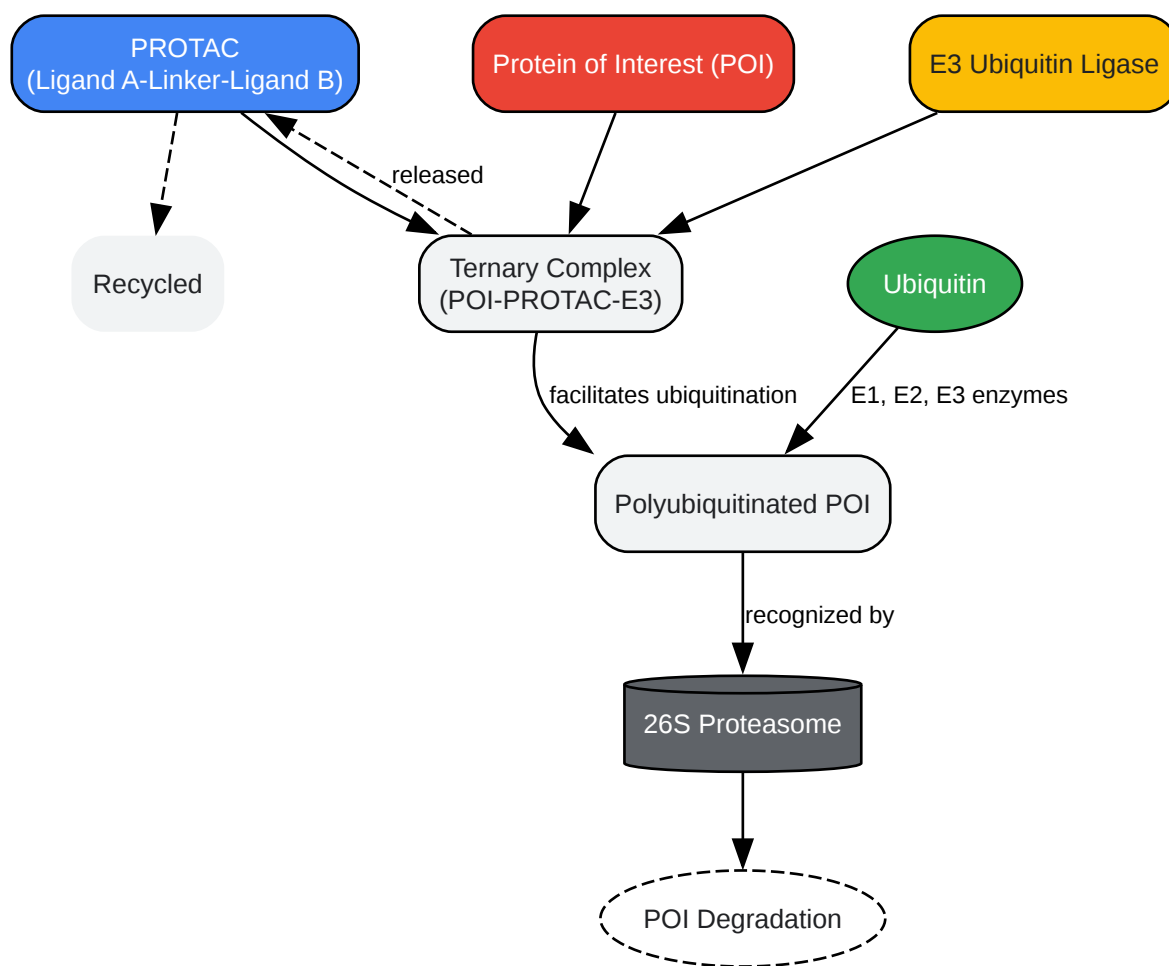 PROTAC
(Ligand A-Linker-Ligand B)
Protein of Interest (POI)
E3 Ubiquitin Ligase
released
Recycled
Ternary Complex
(POI-PROTAC-E3)
Ubiquitin
facilitates ubiquitination
E1, E2, E3 enzymes
Polyubiquitinated POI
recognized by
26S Proteasome
POI Degradation